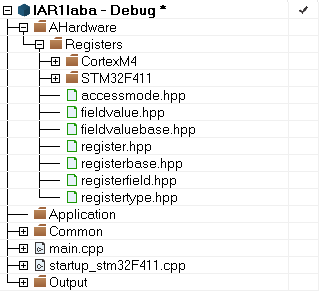 IAR1laba - Debug *
AHardware
Registers
CortexM4
STM32F411
accessmode.hpp
fieldvalue.hpp
fieldvaluebase.hpp
register.hpp
registerbase.hpp
registerfield.hpp
registertype.hpp
Application
Common
main.cpp
startup_stm32F411.cpp
Output